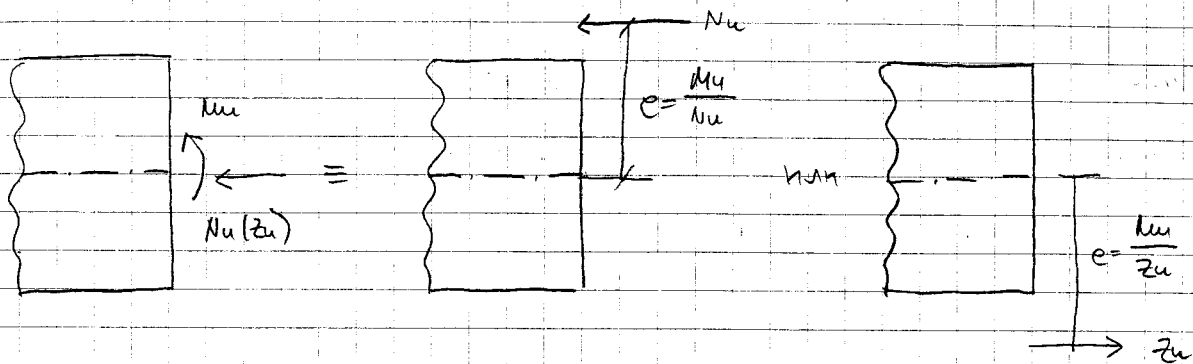 Mu
Nu (Zu)
≡
Nu
e = Mu/Nu
или
e = Mu/Zu
Zu